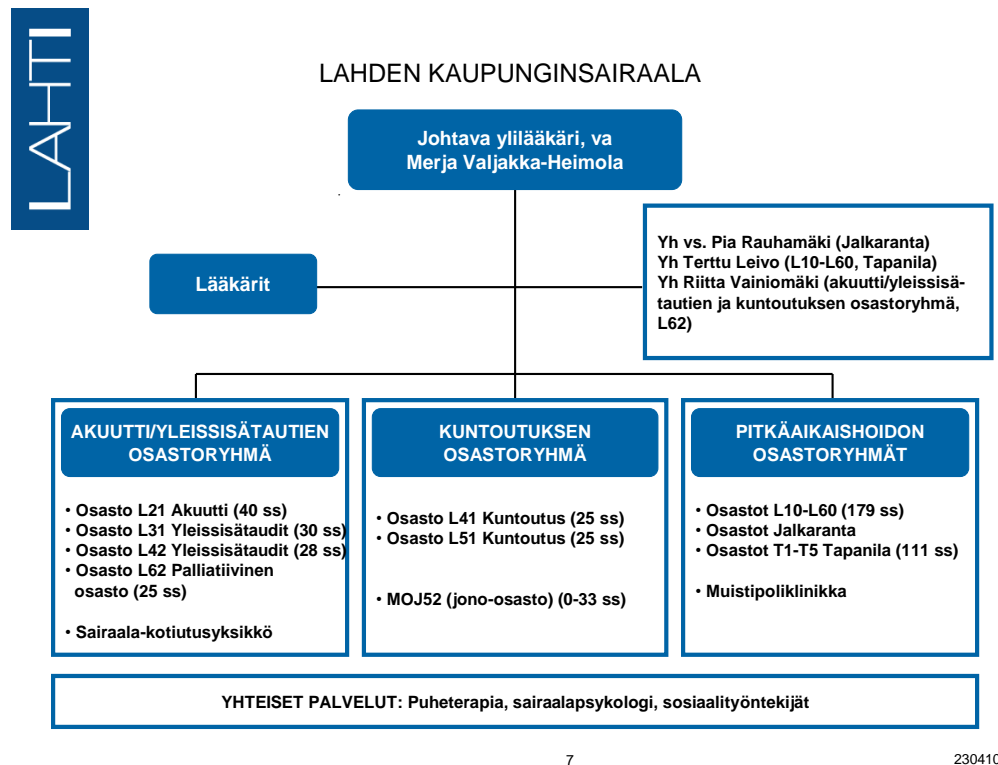 LAHTI
LAHDEN KAUPUNGINSAIRAALA
Johtava ylilääkäri, va
Merja Valjakka-Heimola
Yh vs. Pia Rauhamäki (Jalkaranta)
Yh Terttu Leivo (L10-L60, Tapanila)
Yh Riitta Vainiomäki (akuutti/yleissisä-
tautien ja kuntoutuksen osastoryhmä,
L62)
Lääkärit
AKUUTTI/YLEISSISÄTAUTIEN
OSASTORYHMÄ
• Osasto L21 Akuutti (40 ss)
• Osasto L31 Yleissisätaudit (30 ss)
• Osasto L42 Yleissisätaudit (28 ss)
• Osasto L62 Palliatiivinen
osasto (25 ss)
• Sairaala-kotiutusyksikkö
KUNTOUTUKSEN
OSASTORYHMÄ
• Osasto L41 Kuntoutus (25 ss)
• Osasto L51 Kuntoutus (25 ss)
• MOJ52 (jono-osasto) (0-33 ss)
PITKÄAIKAISHOIDON
OSASTORYHMÄT
• Osastot L10-L60 (179 ss)
• Osastot Jalkaranta
• Osastot T1-T5 Tapanila (111 ss)
• Muistipoliklinikka
YHTEISET PALVELUT: Puheterapia, sairaalapsykologi, sosiaalityöntekijät
7
230410